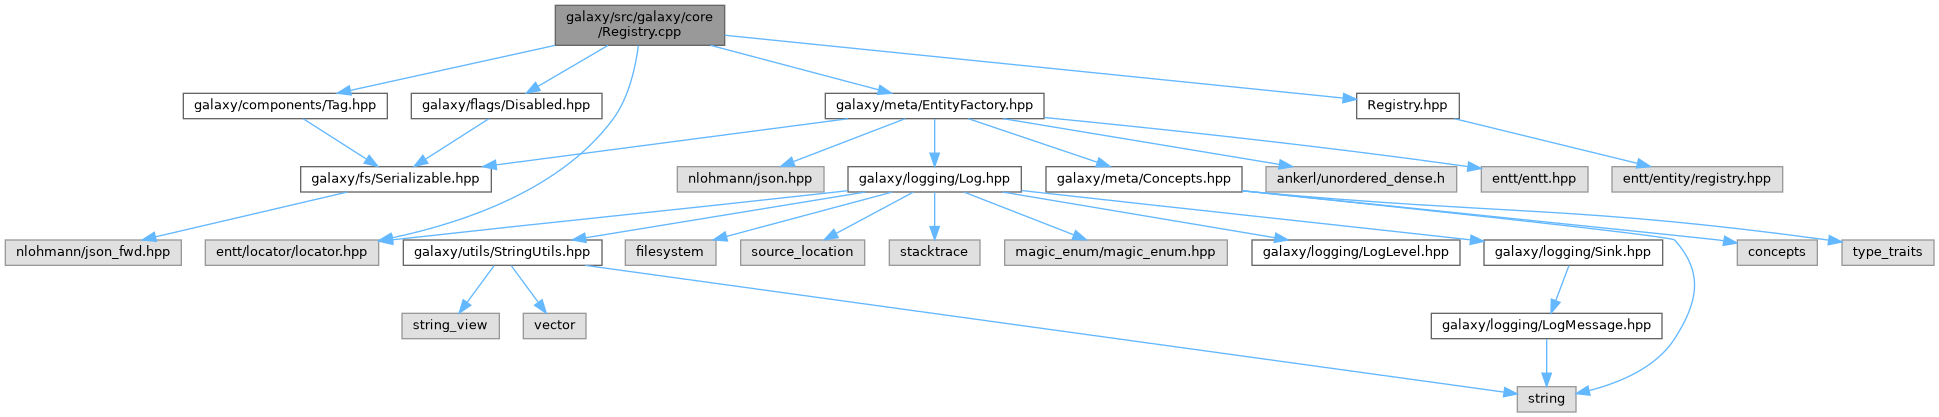 galaxy/src/galaxy/core
/Registry.cpp
galaxy/components/Tag.hpp
galaxy/flags/Disabled.hpp
galaxy/meta/EntityFactory.hpp
Registry.hpp
galaxy/fs/Serializable.hpp
nlohmann/json.hpp
galaxy/logging/Log.hpp
galaxy/meta/Concepts.hpp
ankerl/unordered_dense.h
entt/entt.hpp
entt/entity/registry.hpp
nlohmann/json_fwd.hpp
entt/locator/locator.hpp
galaxy/utils/StringUtils.hpp
filesystem
source_location
stacktrace
magic_enum/magic_enum.hpp
galaxy/logging/LogLevel.hpp
galaxy/logging/Sink.hpp
concepts
type_traits
string_view
vector
galaxy/logging/LogMessage.hpp
string